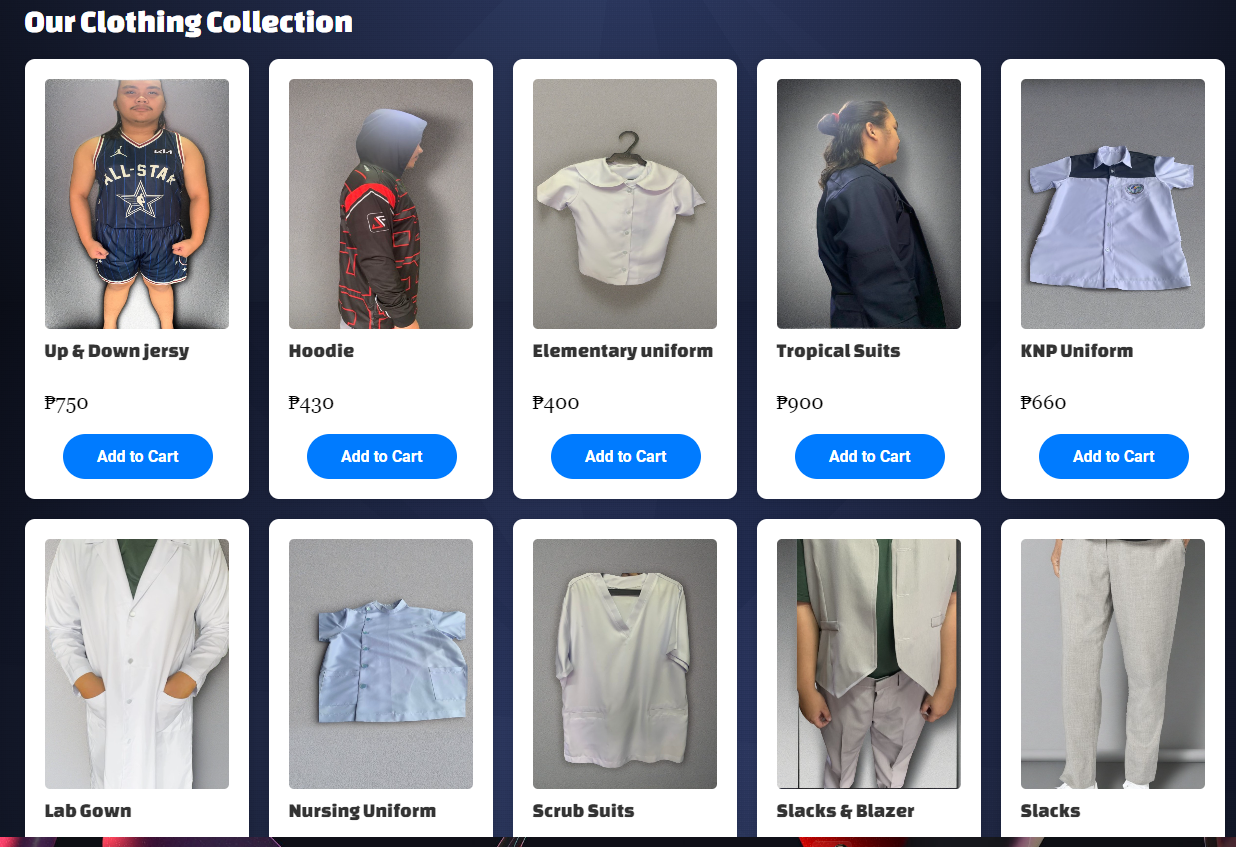 Our Clothing Collection
KIA
ALL-STAR
Up & Down jersy
Hoodie
Elementary uniform
Tropical Suits
KNP Uniform
₱750
₱430
₱400
₱900
₱660
Add to Cart
Add to Cart
Add to Cart
Add to Cart
Add to Cart
Lab Gown
Nursing Uniform
Scrub Suits
Slacks & Blazer
Slacks